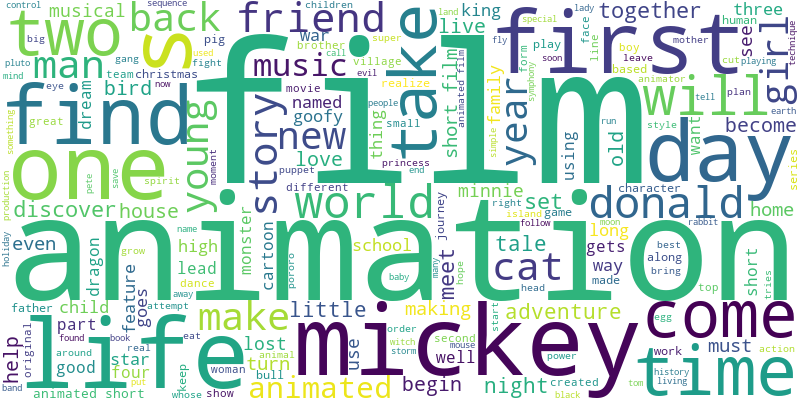 control
sequence
children
land
special
lady
technique
musical
back
friend
king
together
three
big
two
s
film
take
first
face
see
girl
pluto
pig
war
brother
call
super
live
fly
play
human
mother
mind
team
christmas
gang
used
fight
village
evil
line
soon
based
boy
leave
cut
playing
man
music
realize
form
eye
now
dream
bird
movie
animated film
symphony
animator
find
named
short film
family
year
will
tell
plan
earth
something
great
young
story
new
goofy
thing
people
small
simple
using
old
run
style
want
become
one
moment
love
puppet
princess
end
day
series
production
pete
save
spirit
different
world
minnie
character
discover
house
journey
right
set
island
game
donald
home
holiday
even
name
high
monster
cartoon
school
meet
many
follow
tale
long
moon
rabbit
animation
dragon
grow
lead
dance
pororo
baby
hope
gets
way
made
best
along
bring
short
top
tries
father
child
feature
goes
attempt
away
cat
head
mickey
come
egg
time
help
original
part
found
book
life
make
little
making
start
adventure
must
action
band
around
real
star
eat
lost
use
order
mouse
second
witch
storm
well
power
work
good
four
keep
woman
turn
animal
bull
begin
night
created
history
living
animated short
put
whose
show
animated
black
tom